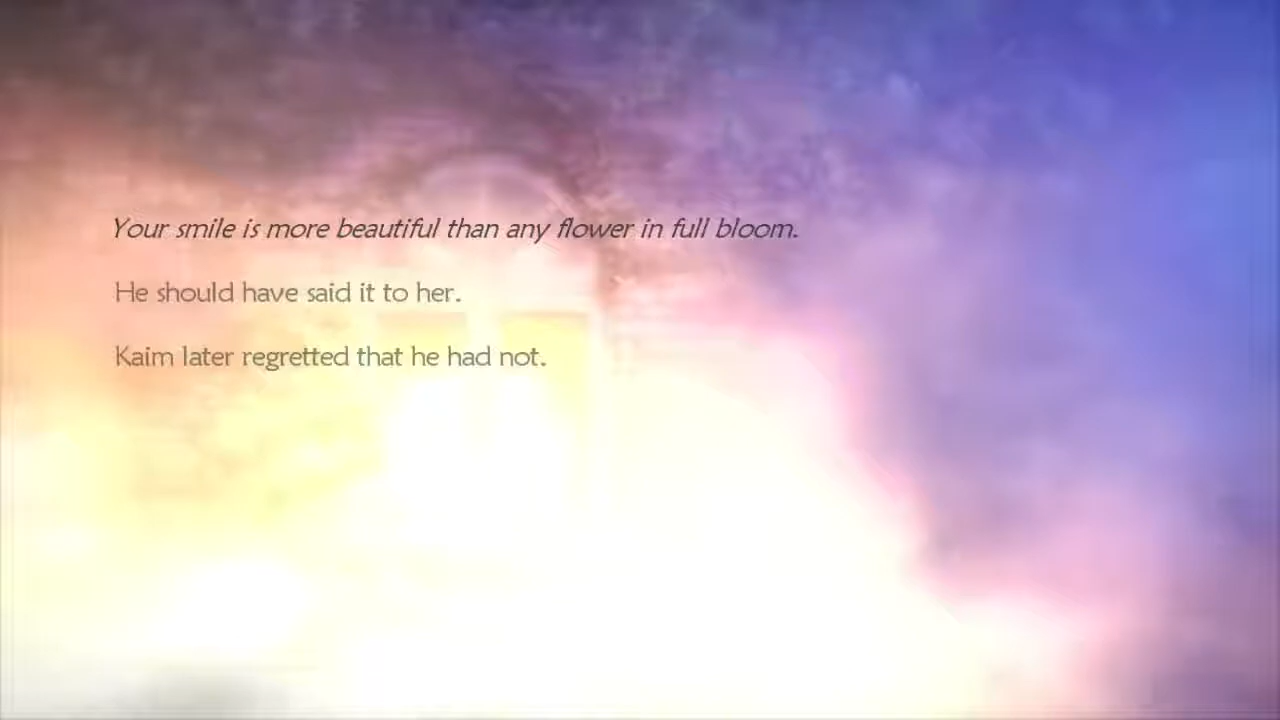 Your smile is more beautiful than any flower in full bloom.
He should have said it to her.
Kaim later regretted that he had not.